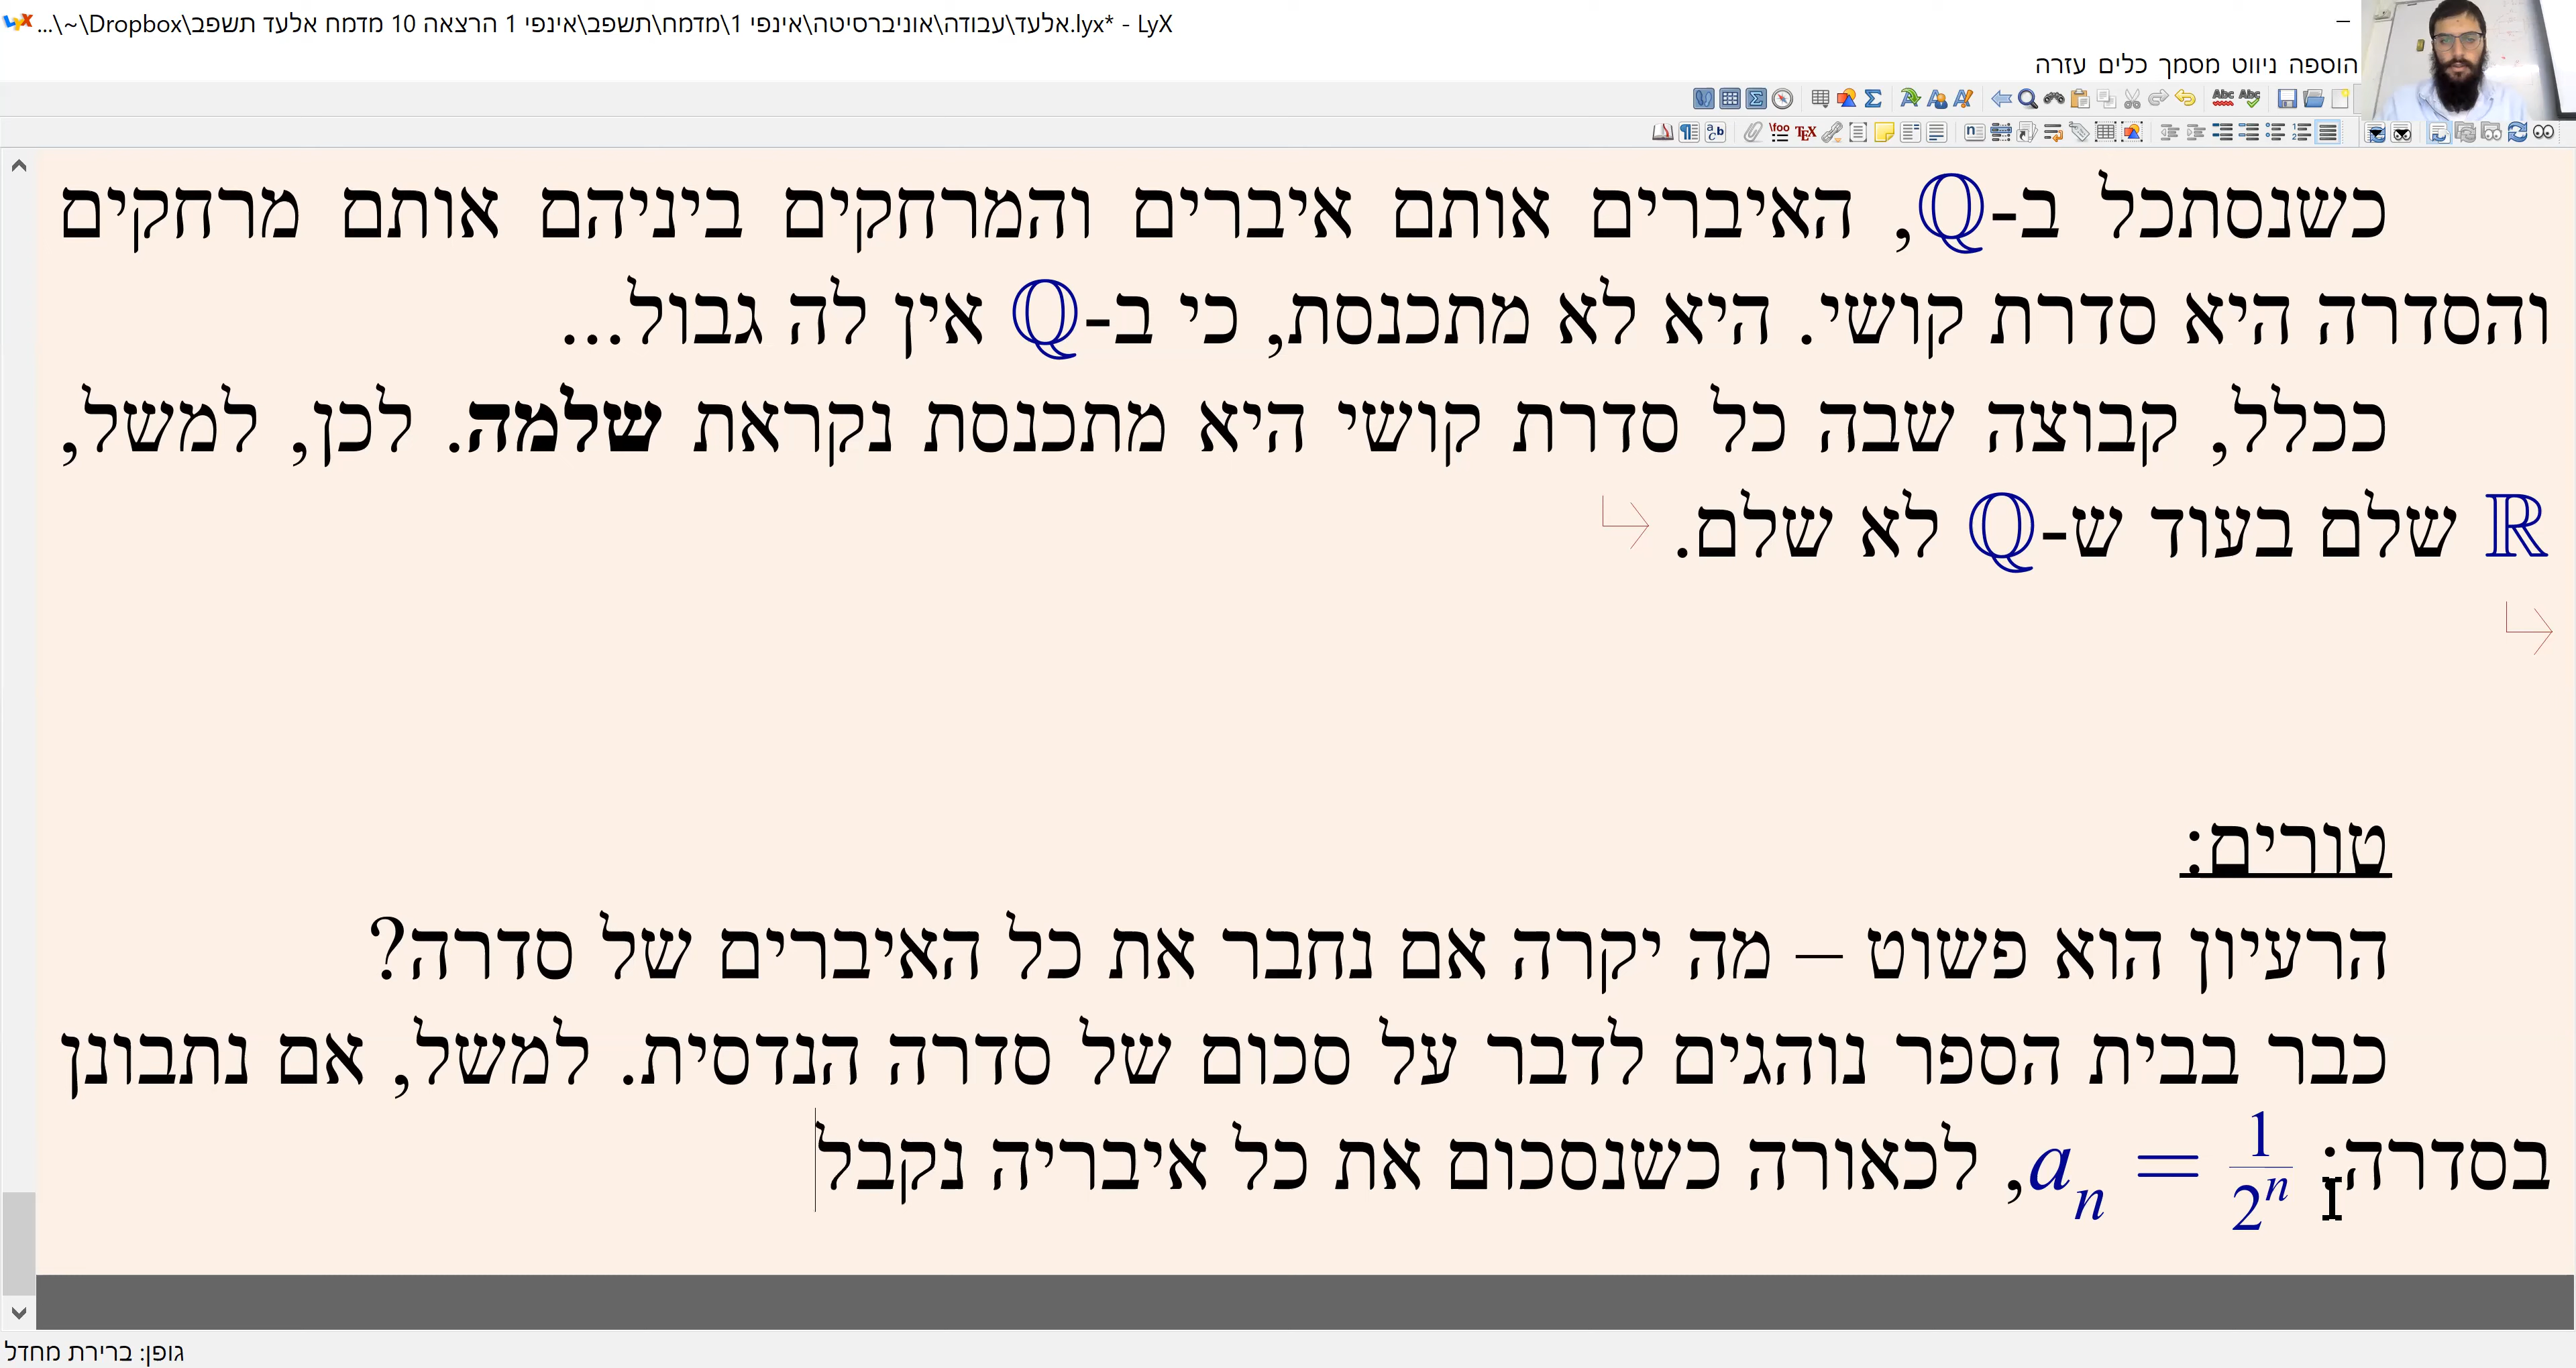 ...\~\Dropbox\אלעד\עבודה\אוניברסיטה\אינפי 1\מדמח\תשפב\אינפי 1 הרצאה 10 מדמח אלעד תשפב.lyx* - LyX
הוספה ניווט מסמך כלים עזרה
כשנסתכל ב-ℚ, האיברים אותם איברים והמרחקים ביניהם אותם מרחקים
והסדרה היא סדרת קושי. היא לא מתכנסת, כי ב-ℚ אין לה גבול...
ככלל, קבוצה שבה כל סדרת קושי היא מתכנסת נקראת שלמה. לכן, למשל,
ℝ שלם בעוד ש-ℚ לא שלם.
טורים:
הרעיון הוא פשוט – מה יקרה אם נחבר את כל האיברים של סדרה?
כבר בבית הספר נוהגים לדבר על סכום של סדרה הנדסית. למשל, אם נתבונן
בסדרה: a_n = \frac{1}{2^n}, לכאורה כשנסכום את כל איבריה נקבל
גופן: ברירת מחדל